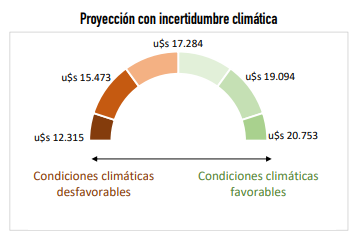 Proyección con incertidumbre climática
u$s 17.284
u$s 15.473
u$s 19.094
u$s 12.315
u$s 20.753
Condiciones climáticas
desfavorables
Condiciones climáticas
favorables